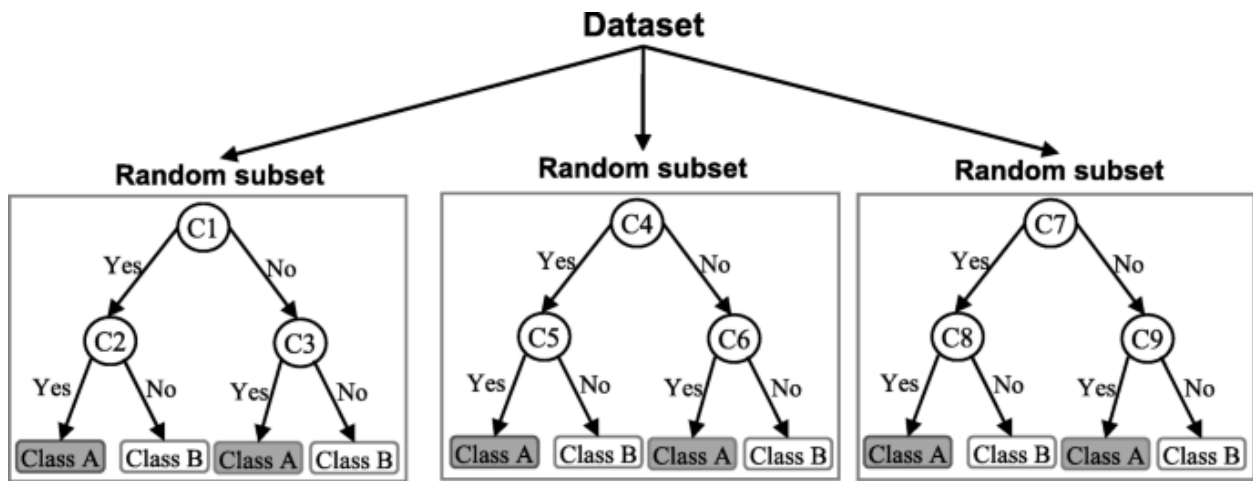 Dataset
Random subset Random subset Random subset
C1 C4 C7
Yes No Yes No Yes No
C2 C3 C5 C6 C8 C9
Yes No Yes No Yes No Yes No Yes No Yes No
Class A Class B Class A Class B Class A Class B Class A Class B Class A Class B Class A Class B